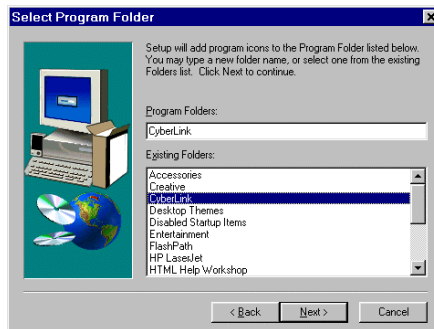 Select Program Folder
Setup will add program icons to the Program Folder listed below.
You may type a new folder name, or select one from the existing
Folders list. Click Next to continue.
Program Folders:
CyberLink
Existing Folders:
Accessories
Creative
CyberLink
Desktop Themes
Disabled Startup Items
Entertainment
FlashPath
HP LaserJet
HTML Help Workshop
< Back Next > Cancel